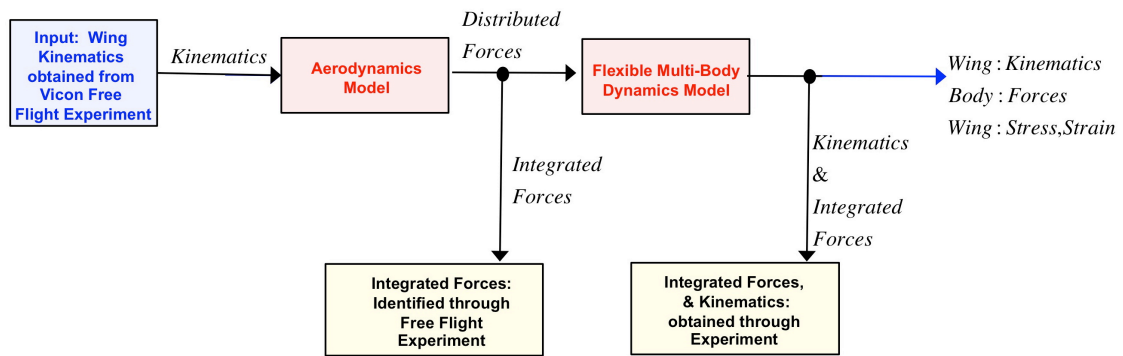 Input: Wing
Kinematics
obtained from
Vicon Free
Flight Experiment
Kinematics
Aerodynamics
Model
Distributed
Forces
Flexible Multi-Body
Dynamics Model
Wing : Kinematics
Body : Forces
Wing : Stress,Strain
Integrated
Forces
Kinematics
&
Integrated
Forces
Integrated Forces:
Identified through
Free Flight
Experiment
Integrated Forces,
& Kinematics:
obtained through
Experiment